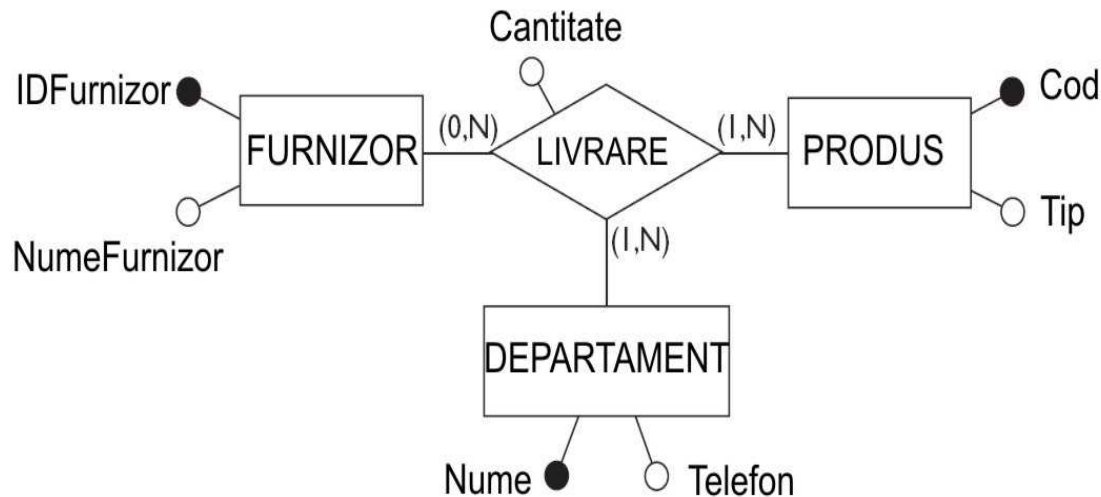 Cantitate
IDFurnizor
Cod
FURNIZOR
(0,N)
LIVRARE
(1,N)
PRODUS
NumeFurnizor
Tip
(1,N)
DEPARTAMENT
Nume
Telefon